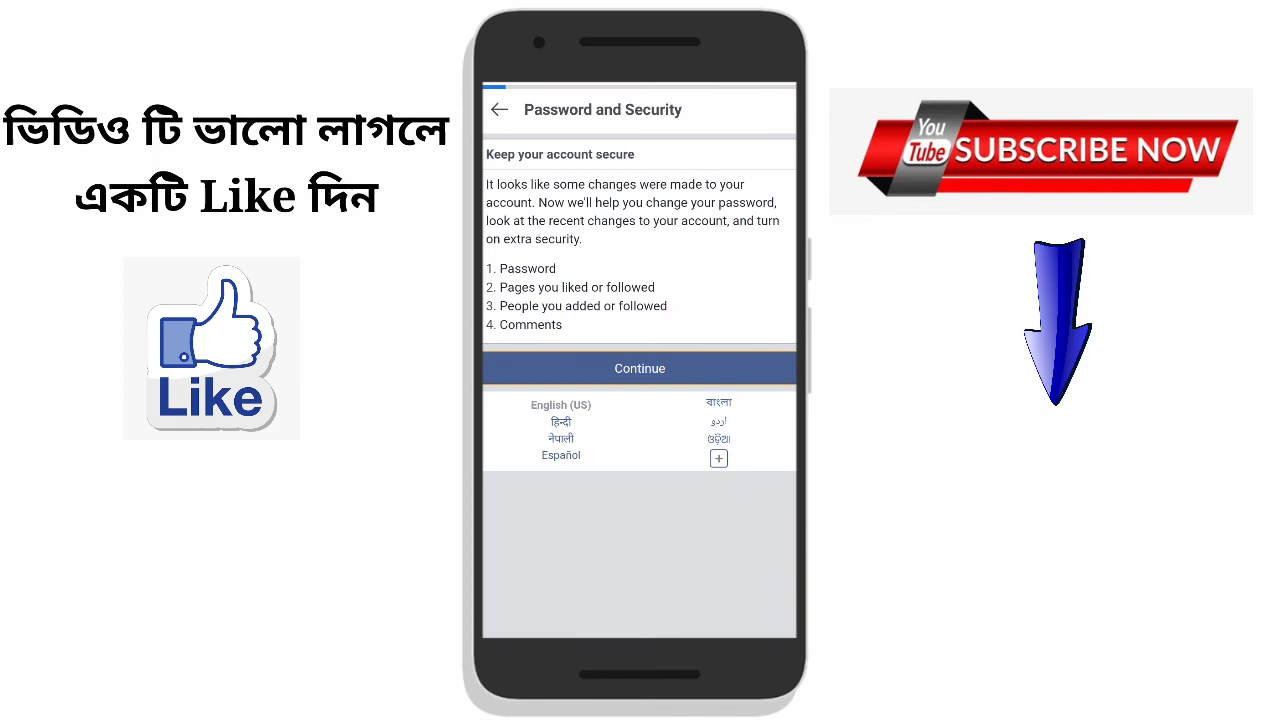 ভিডিও টি ভালো লাগলে
একটি Like দিন
Like
Password and Security
Keep your account secure
It looks like some changes were made to your
account. Now we'll help you change your password,
look at the recent changes to your account, and turn
on extra security.
1. Password
2. Pages you liked or followed
3. People you added or followed
4. Comments
Continue
English (US)
বাংলা
हिन्दी
اردو
नेपाली
ଓଡ଼ିଆ
Español
+
You
Tube
SUBSCRIBE NOW